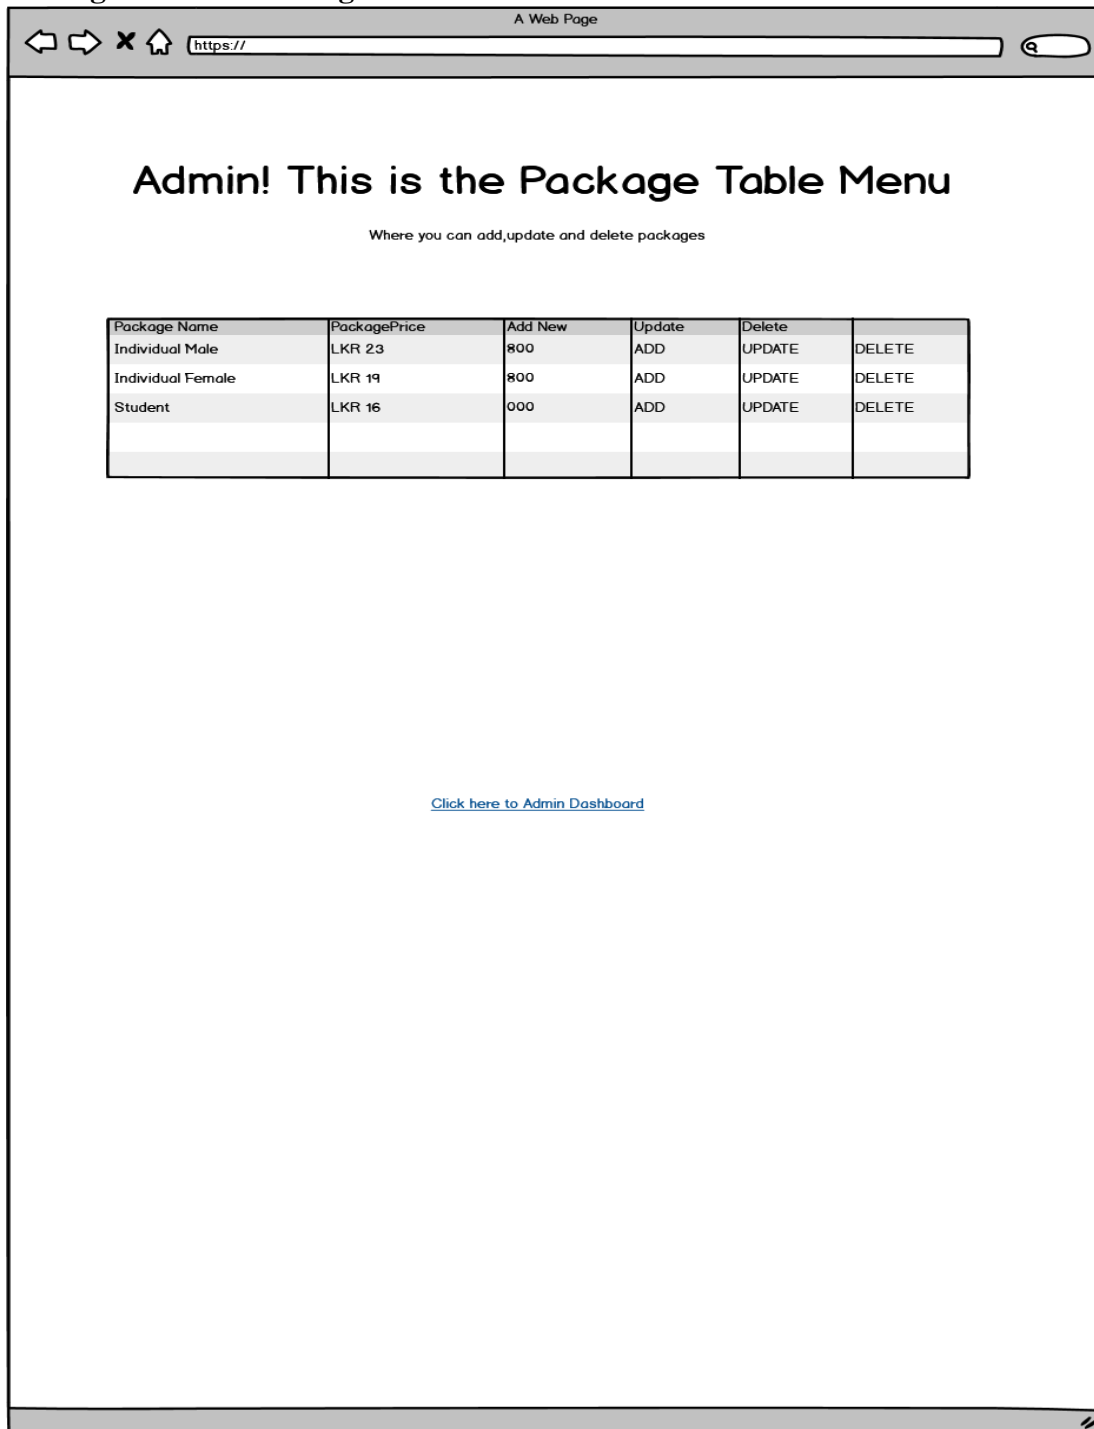 A Web Page
https://
Admin! This is the Package Table Menu
Where you can add,update and delete packages
Package Name PackagePrice Add New Update Delete
Individual Male LKR 23 800 ADD UPDATE DELETE
Individual Female LKR 19 800 ADD UPDATE DELETE
Student LKR 16 000 ADD UPDATE DELETE
Click here to Admin Dashboard